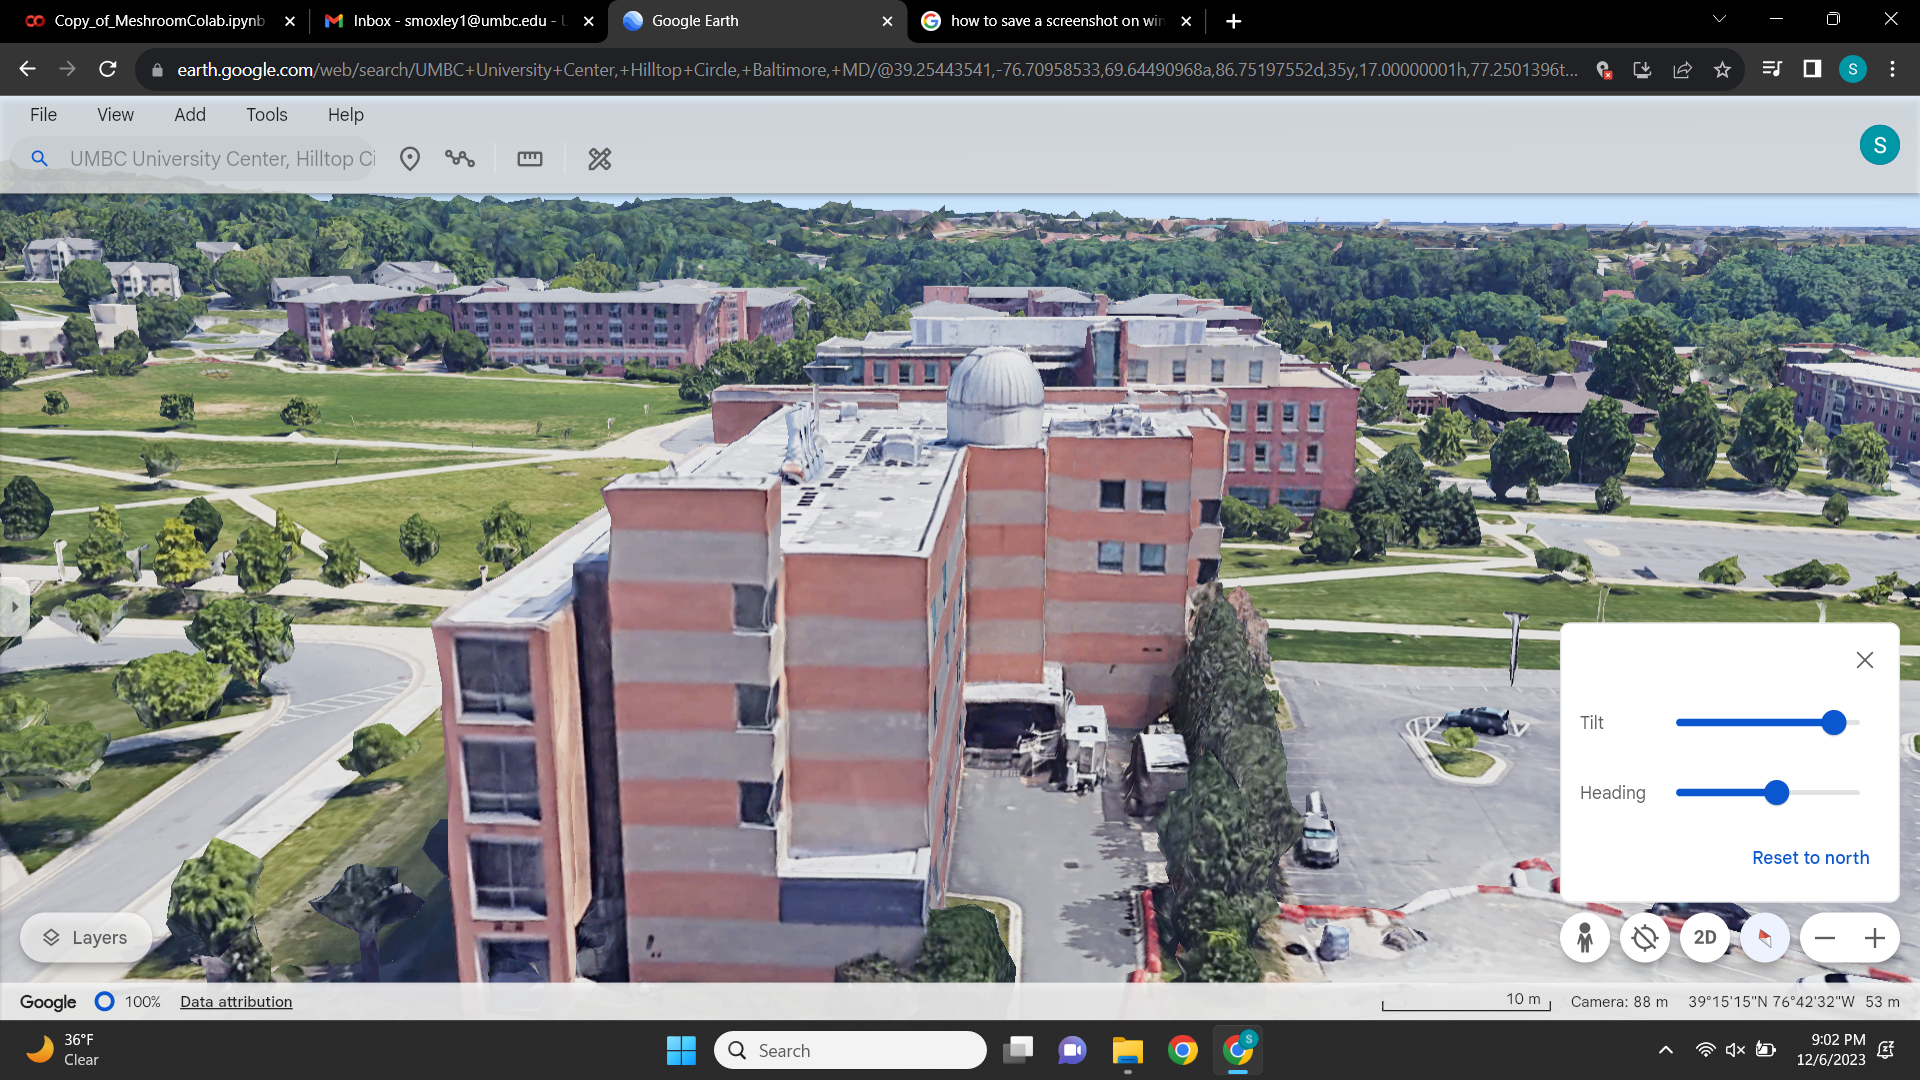 Copy_of_MeshroomColab.ipynb
Inbox - smoxley1@umbc.edu - U
Google Earth
how to save a screenshot on win
earth.google.com/web/search/UMBC+University+Center,+Hilltop+Circle,+Baltimore,+MD/@39.25443541,-76.70958533,69.64490968a,86.75197552d,35y,17.00000001h,77.2501396t...
S
File View Add Tools Help
UMBC University Center, Hilltop Ci
S
Tilt
Heading
Reset to north
Layers
2D
Google 100% Data attribution
10 m Camera: 88 m 39°15'15"N 76°42'32"W 53 m
36°F
Clear
Search
S
9:02 PM
12/6/2023